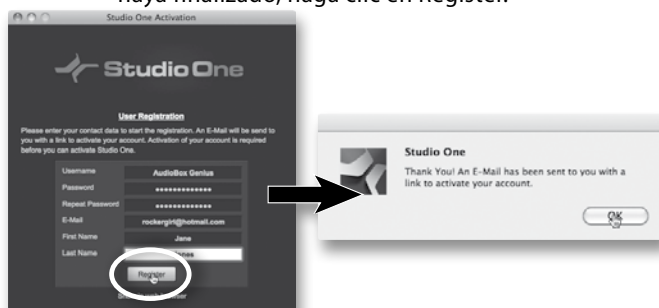 haya finalizado, haga clic en Register.
Studio One Activation
Studio One
User Registration
Please enter your contact data to start the registration. An E-Mail will be send to
you with a link to activate your account. Activation of your account is required
before you can activate Studio One.
Username AudioBox Genius
Password •••••••••••••
Repeat Password •••••••••••••
E-Mail rockergirl@hotmail.com
First Name Jane
Last Name
Register
Studio One
Thank You! An E-Mail has been sent to you with a
link to activate your account.
OK